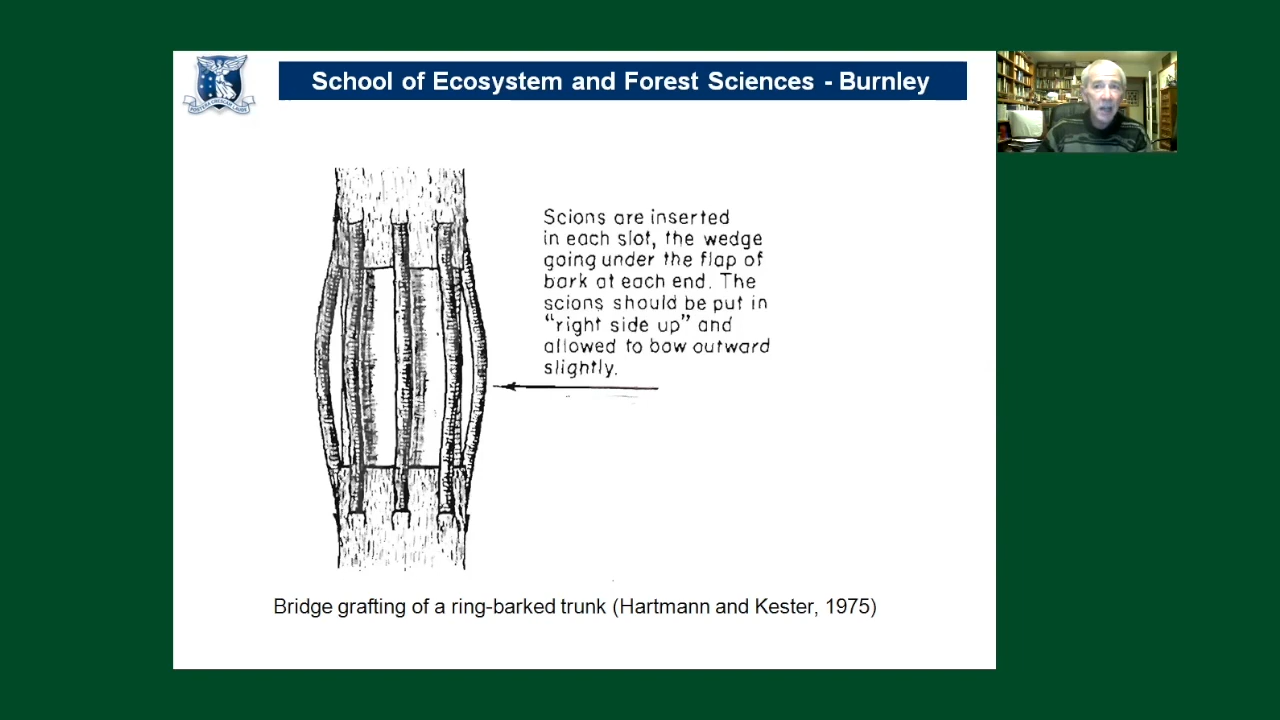 School of Ecosystem and Forest Sciences - Burnley
Scions are inserted
in each slot, the wedge
going under the flap of
bark at each end. The
scions should be put in
“right side up” and
allowed to bow outward
slightly.
Bridge grafting of a ring-barked trunk (Hartmann and Kester, 1975)